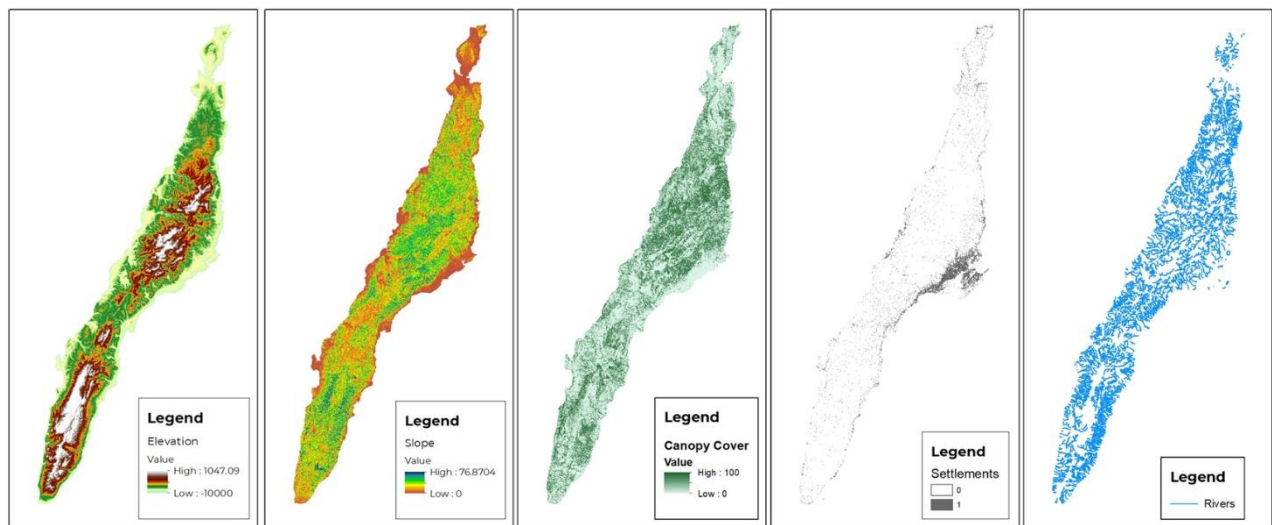 Legend
Elevation
Value
High : 1047.09
Low : -10000
Legend
Slope
Value
High : 76.8704
Low : 0
Legend
Canopy Cover
Value
High : 100
Low : 0
Legend
Settlements
0
1
Legend
Rivers